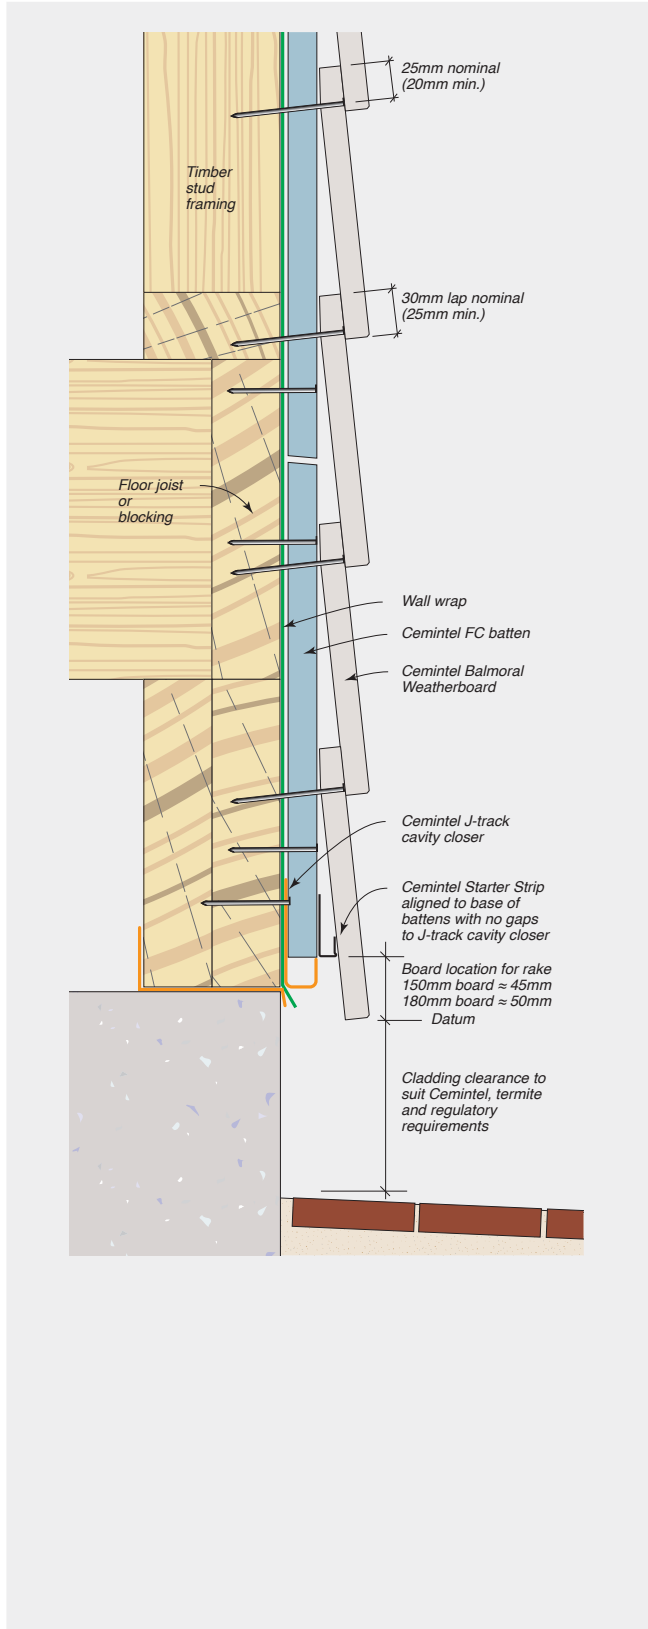 25mm nominal
(20mm min.)
Timber
stud
framing
30mm lap nominal
(25mm min.)
Floor joist
or
blocking
Wall wrap
Cemintel FC batten
Cemintel Balmoral
Weatherboard
Cemintel J-track
cavity closer
Cemintel Starter Strip
aligned to base of
battens with no gaps
to J-track cavity closer
Board location for rake
150mm board ≈ 45mm
180mm board ≈ 50mm
Datum
Cladding clearance to
suit Cemintel, termite
and regulatory
requirements